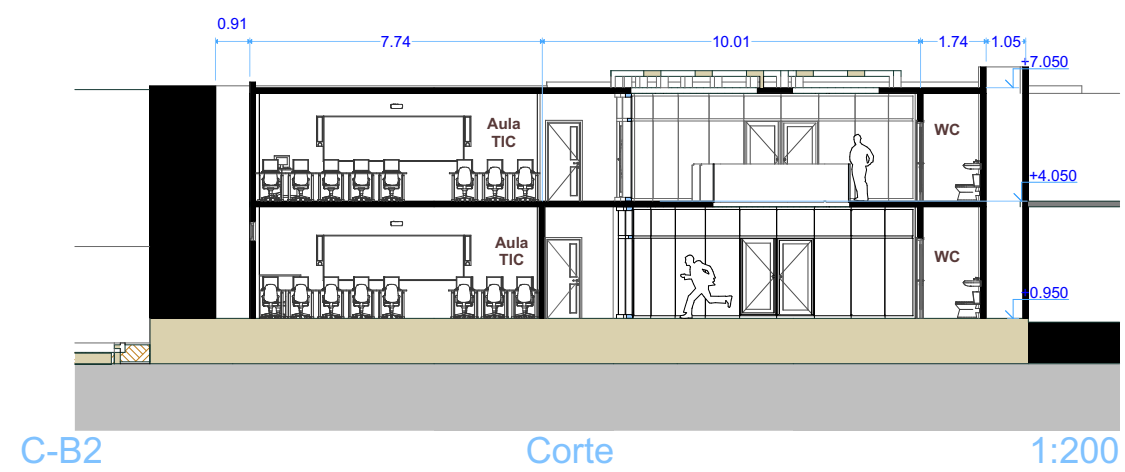 0.91
7.74
10.01
1.74
1.05
+7.050
Aula
TIC
WC
+4.050
Aula
TIC
WC
+0.950
C-B2
Corte
1:200